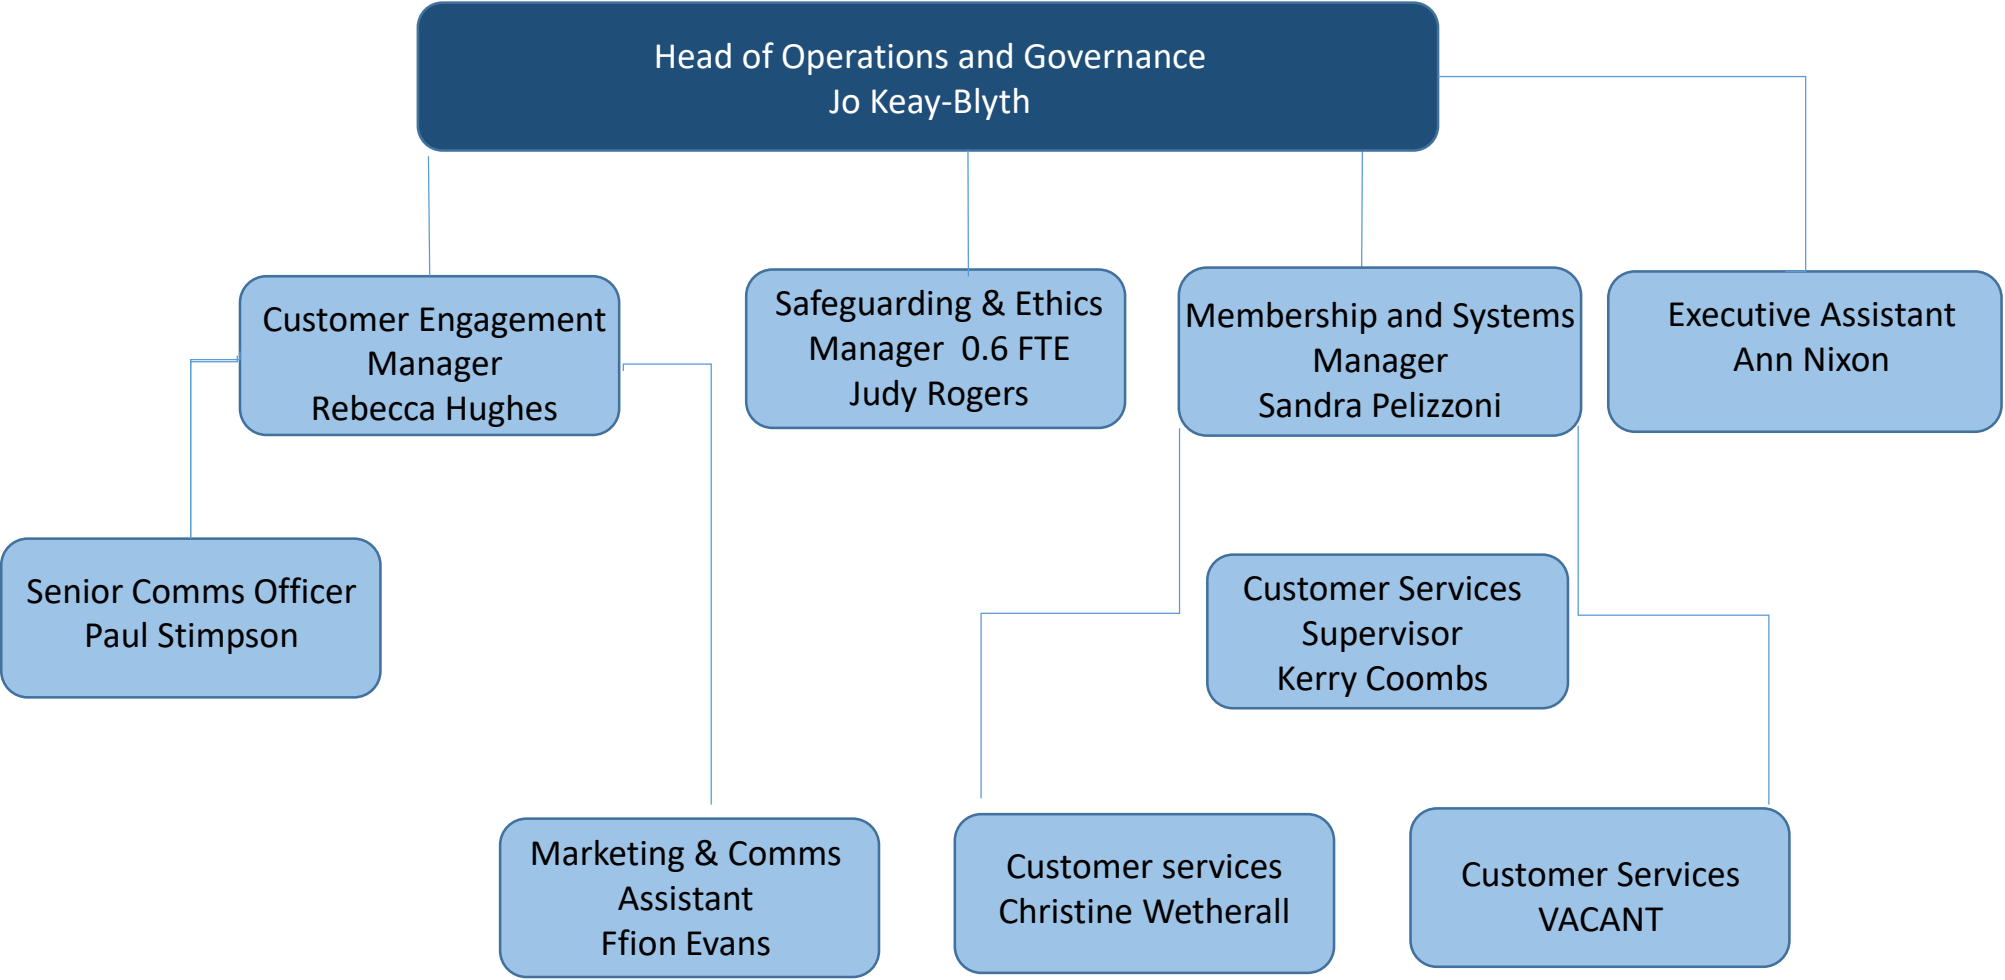 Head of Operations and Governance
Jo Keay-Blyth
Customer Engagement
Manager
Rebecca Hughes
Safeguarding & Ethics
Manager 0.6 FTE
Judy Rogers
Membership and Systems
Manager
Sandra Pelizzoni
Executive Assistant
Ann Nixon
Senior Comms Officer
Paul Stimpson
Customer Services
Supervisor
Kerry Coombs
Marketing & Comms
Assistant
Ffion Evans
Customer services
Christine Wetherall
Customer Services
VACANT